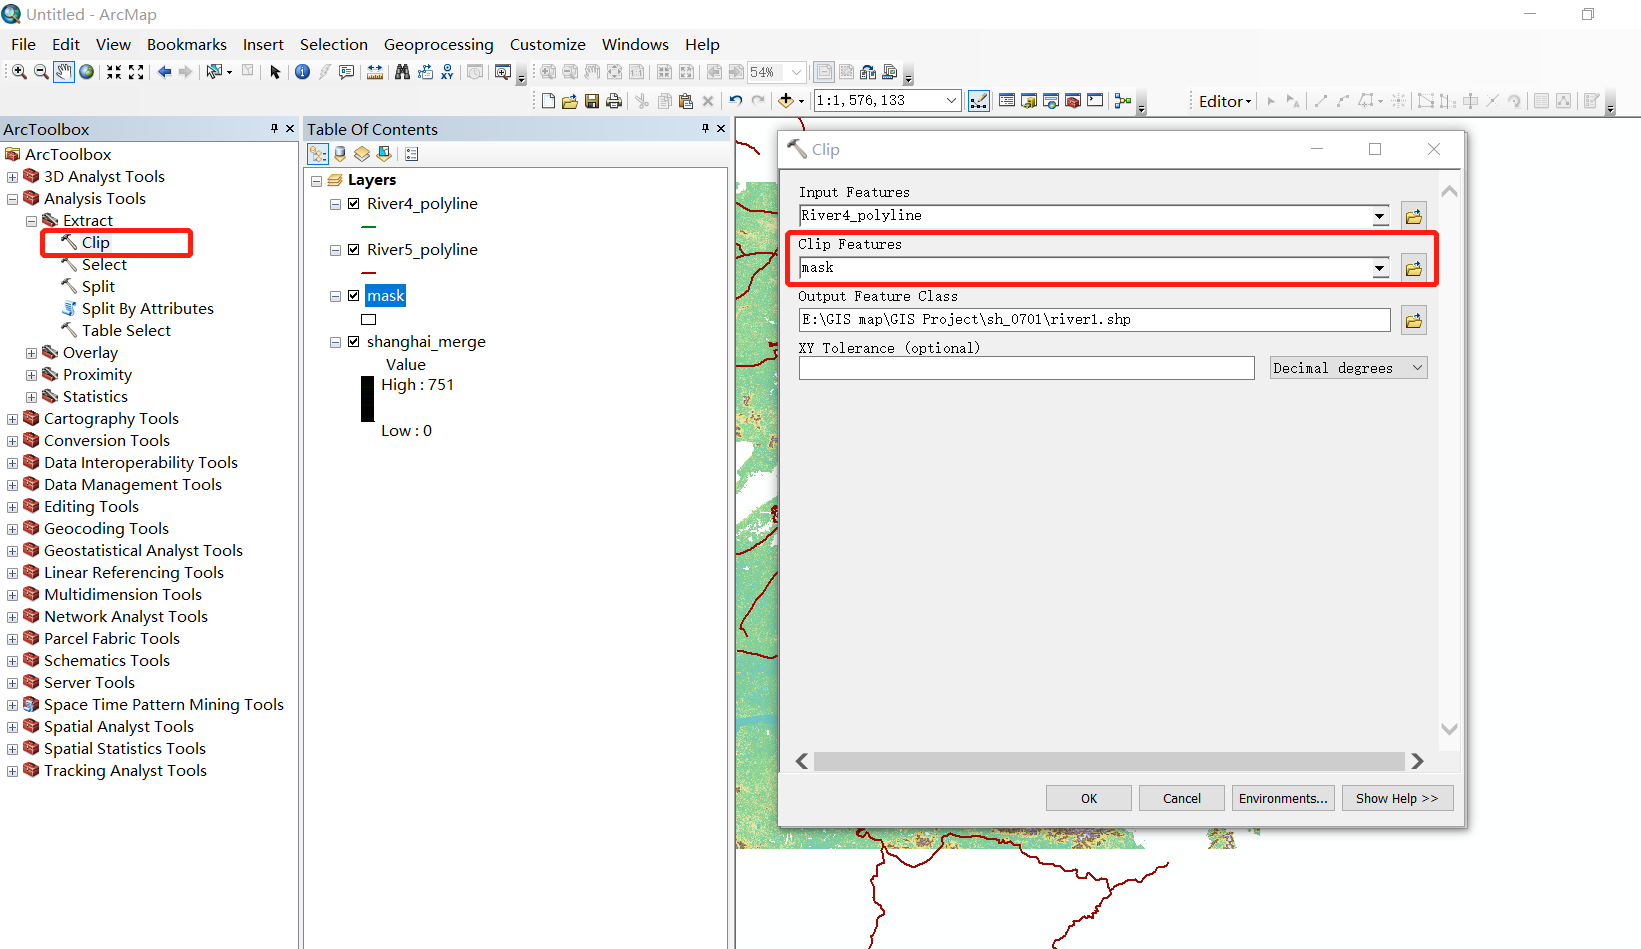 Untitled - ArcMap
File Edit View Bookmarks Insert Selection Geoprocessing Customize Windows Help
54%
1:1,576,133
Editor
ArcToolbox
ArcToolbox
3D Analyst Tools
Analysis Tools
Extract
Clip
Select
Split
Split By Attributes
Table Select
Overlay
Proximity
Statistics
Cartography Tools
Conversion Tools
Data Interoperability Tools
Data Management Tools
Editing Tools
Geocoding Tools
Geostatistical Analyst Tools
Linear Referencing Tools
Multidimension Tools
Network Analyst Tools
Parcel Fabric Tools
Schematics Tools
Server Tools
Space Time Pattern Mining Tools
Spatial Analyst Tools
Spatial Statistics Tools
Tracking Analyst Tools
Table Of Contents
Layers
River4_polyline
River5_polyline
mask
shanghai_merge
Value
High : 751
Low : 0
Clip
Input Features
River4_polyline
Clip Features
mask
Output Feature Class
E:\GIS map\GIS Project\sh_0701\river1.shp
XY Tolerance (optional)
Decimal degrees
OK Cancel Environments... Show Help >>